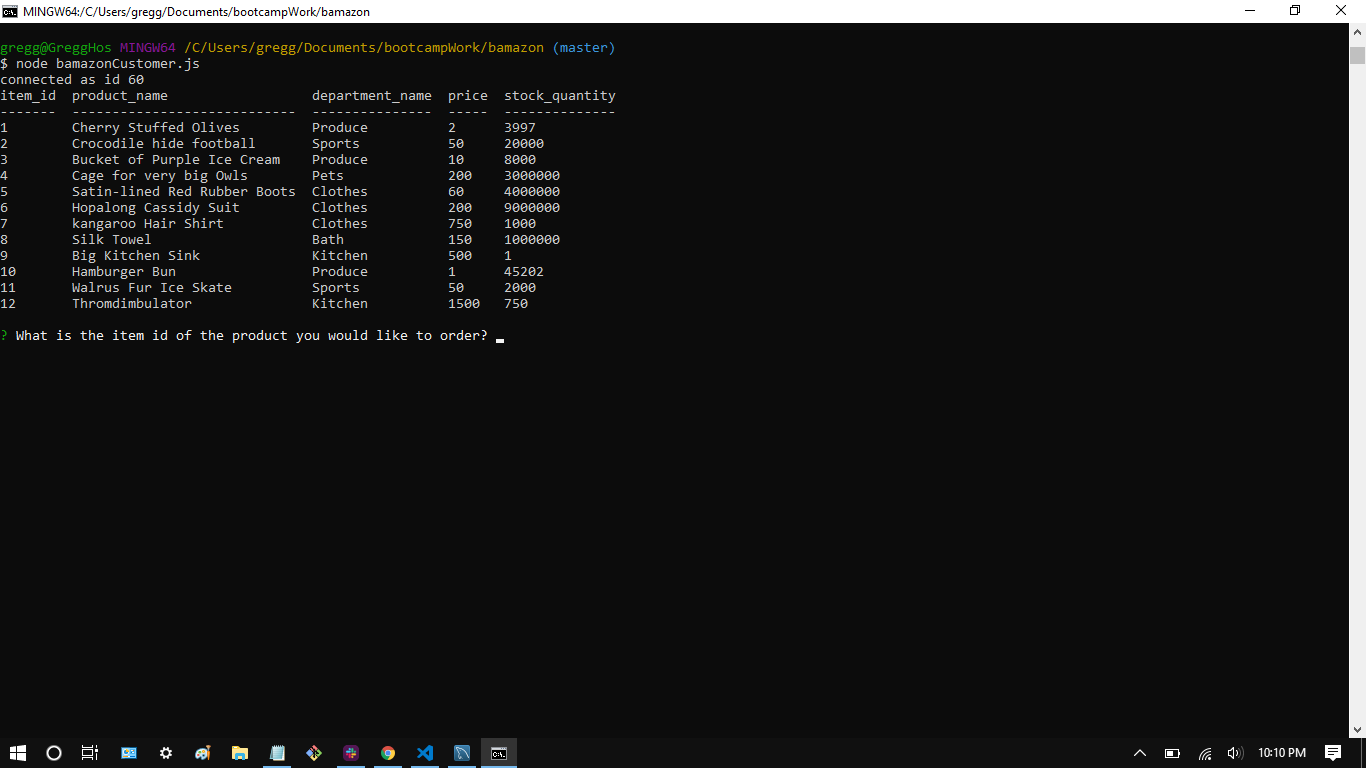 MINGW64:/C/Users/gregg/Documents/bootcampWork/bamazon
gregg@GreggHos MINGW64 /C/Users/gregg/Documents/bootcampWork/bamazon (master)
$ node bamazonCustomer.js
connected as id 60
item_id  product_name                  department_name  price  stock_quantity
-------  ----------------------------  ---------------  -----  --------------
1        Cherry Stuffed Olives         Produce          2      3997
2        Crocodile hide football       Sports           50     20000
3        Bucket of Purple Ice Cream    Produce          10     8000
4        Cage for very big Owls        Pets             200    3000000
5        Satin-lined Red Rubber Boots  Clothes          60     4000000
6        Hopalong Cassidy Suit         Clothes          200    9000000
7        kangaroo Hair Shirt           Clothes          750    1000
8        Silk Towel                    Bath             150    1000000
9        Big Kitchen Sink              Kitchen          500    1
10       Hamburger Bun                 Produce          1      45202
11       Walrus Fur Ice Skate          Sports           50     2000
12       Thromdimbulator               Kitchen          1500   750
? What is the item id of the product you would like to order?
10:10 PM